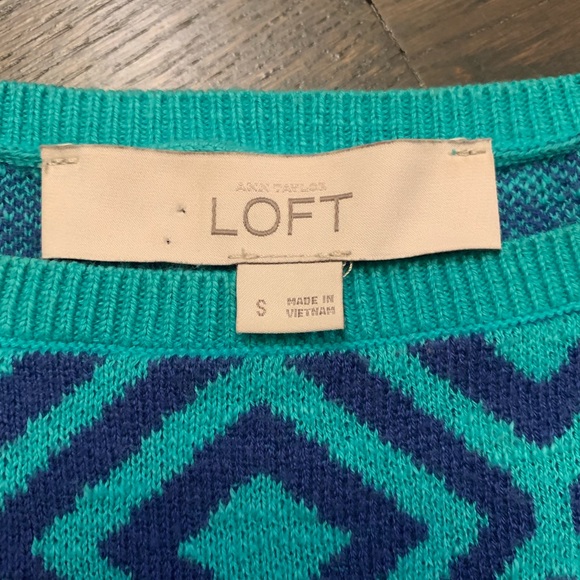 ANN TAYLOR
LOFT
S
MADE IN
VIETNAM